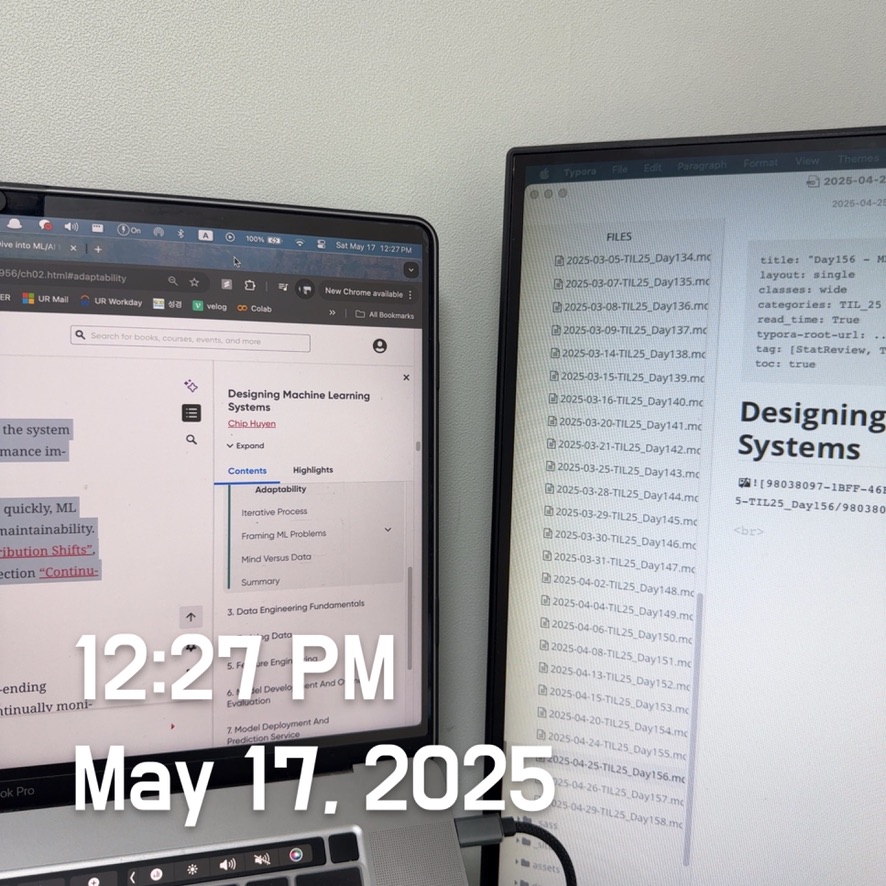 On
A
100%
Sat May 17 12:27 PM
Dive into ML/AI
956/ch02.html#adaptability
New Chrome available
ER
UR Mail
UR Workday
성경
velog
Colab
All Bookmarks
Search for books, courses, events, and more
the system
mance im-
quickly, ML
maintainability.
ribution Shifts",
ection "Continu-
-ending
ntinually moni-
Designing Machine Learning
Systems
Chip Huyen
Expand
Contents Highlights
Adaptability
Iterative Process
Framing ML Problems
Mind Versus Data
Summary
3. Data Engineering Fundamentals
Data
5. Feature Engineering
6. Model Development And
Evaluation
7. Model Deployment And
Prediction Service
ok Pro
12:27 PM
May 17, 2025
Typora File Edit Paragraph Format View Themes
2025-04-2
2025-04-25
FILES
2025-03-05-TIL25_Day134.md
2025-03-07-TIL25_Day135.md
2025-03-08-TIL25_Day136.md
2025-03-09-TIL25_Day137.md
2025-03-14-TIL25_Day138.md
2025-03-15-TIL25_Day139.md
2025-03-16-TIL25_Day140.md
2025-03-20-TIL25_Day141.md
2025-03-21-TIL25_Day142.md
2025-03-25-TIL25_Day143.md
2025-03-28-TIL25_Day144.md
2025-03-29-TIL25_Day145.md
2025-03-30-TIL25_Day146.md
2025-03-31-TIL25_Day147.md
2025-04-02-TIL25_Day148.md
2025-04-04-TIL25_Day149.md
2025-04-06-TIL25_Day150.md
2025-04-08-TIL25_Day151.md
2025-04-13-TIL25_Day152.md
2025-04-15-TIL25_Day153.md
2025-04-20-TIL25_Day154.md
2025-04-24-TIL25_Day155.md
2025-04-25-TIL25_Day156.md
2025-04-26-TIL25_Day157.md
2025-04-29-TIL25_Day158.md
_sass
assets
title: "Day156 - M
layout: single
classes: wide
categories: TIL_25
read_time: True
typora-root-url: ..
tag: [StatReview, T
toc: true
Designing
Systems
![98038097-1BFF-46
5-TIL25_Day156/980380
<br>